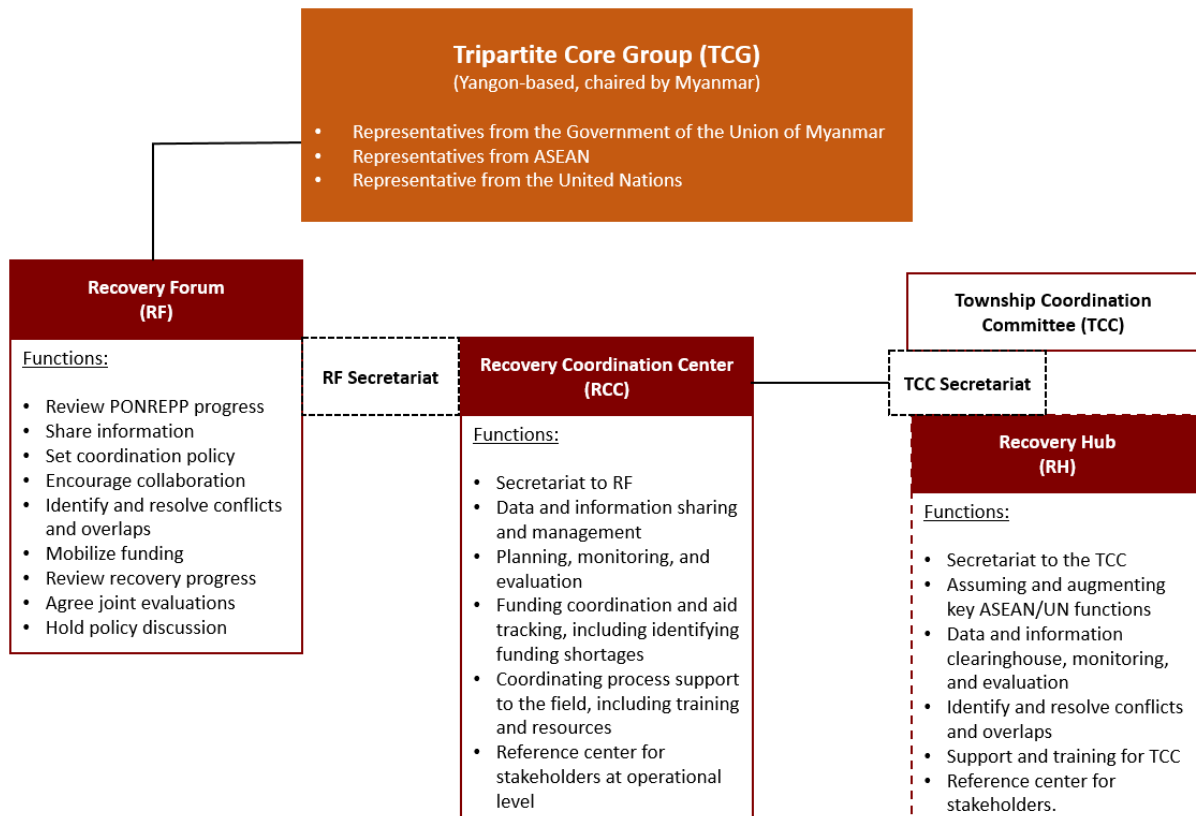 Tripartite Core Group (TCG)
(Yangon-based, chaired by Myanmar)
• Representatives from the Government of the Union of Myanmar
• Representatives from ASEAN
• Representative from the United Nations
Recovery Forum
(RF)
Functions:
• Review PONREPP progress
• Share information
• Set coordination policy
• Encourage collaboration
• Identify and resolve conflicts
and overlaps
• Mobilize funding
• Review recovery progress
• Agree joint evaluations
• Hold policy discussion
RF Secretariat
Recovery Coordination Center
(RCC)
Functions:
• Secretariat to RF
• Data and information sharing
and management
• Planning, monitoring, and
evaluation
• Funding coordination and aid
tracking, including identifying
funding shortages
• Coordinating process support
to the field, including training
and resources
• Reference center for
stakeholders at operational
level
Township Coordination
Committee (TCC)
TCC Secretariat
Recovery Hub
(RH)
Functions:
• Secretariat to the TCC
• Assuming and augmenting
key ASEAN/UN functions
• Data and information
clearinghouse, monitoring,
and evaluation
• Identify and resolve conflicts
and overlaps
• Support and training for TCC
• Reference center for
stakeholders.